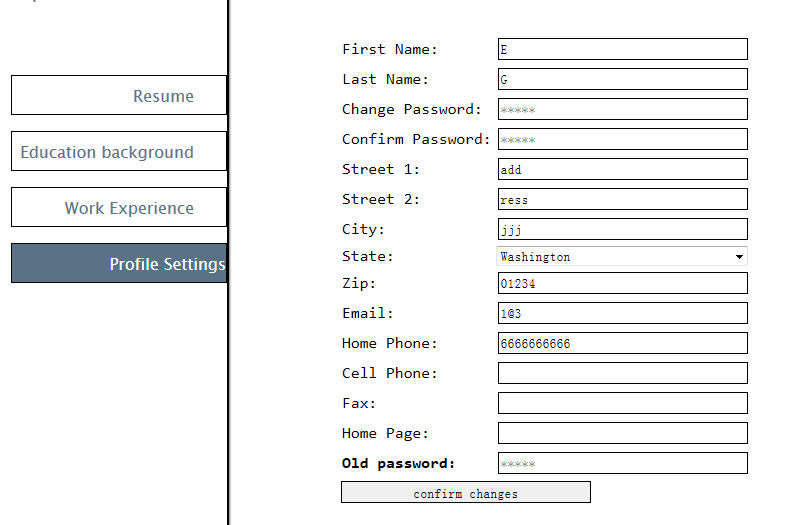 Resume
Education background
Work Experience
Profile Settings
First Name: E
Last Name: G
Change Password: *****
Confirm Password: *****
Street 1: add
Street 2: ress
City: jjj
State: Washington
Zip: 01234
Email: 1@3
Home Phone: 6666666666
Cell Phone:
Fax:
Home Page:
Old password: *****
confirm changes